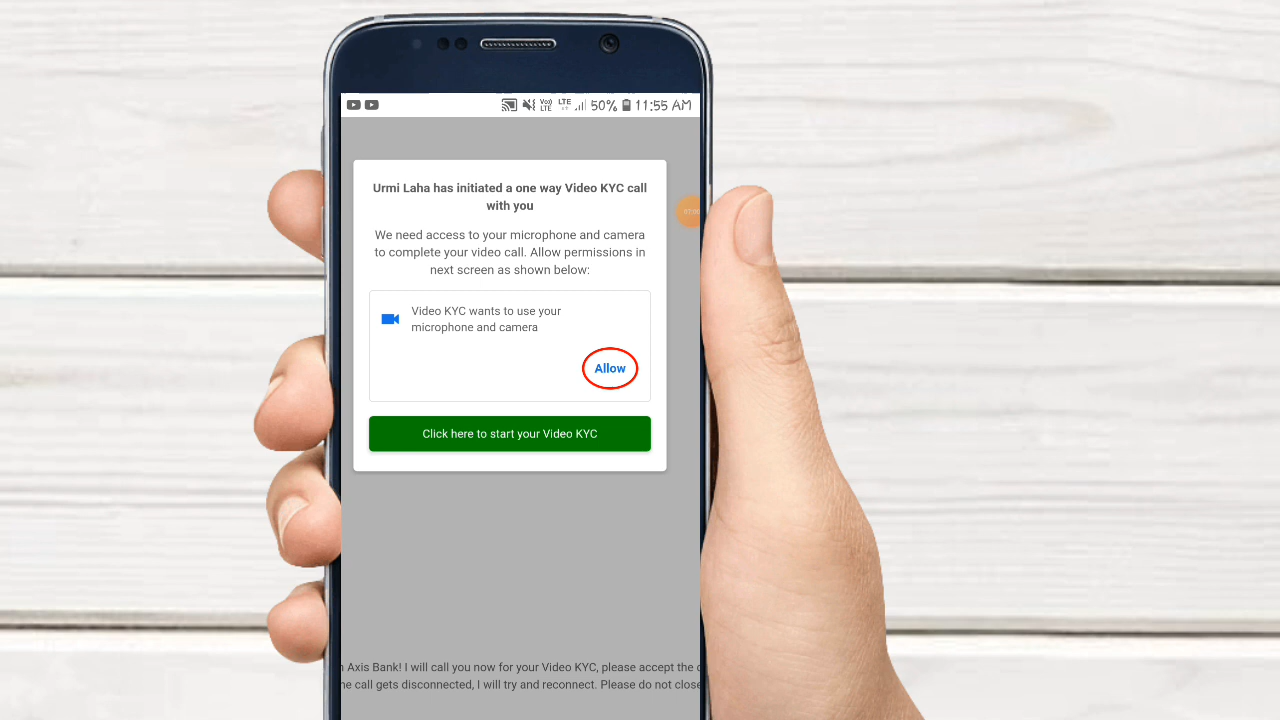 Voo LTE LTE 50% 11:55 AM
Urmi Laha has initiated a one way Video KYC call
with you
We need access to your microphone and camera
to complete your video call. Allow permissions in
next screen as shown below:
Video KYC wants to use your
microphone and camera
Allow
Click here to start your Video KYC
Axis Bank! I will call you now for your Video KYC, please accept the
call gets disconnected, I will try and reconnect. Please do not close